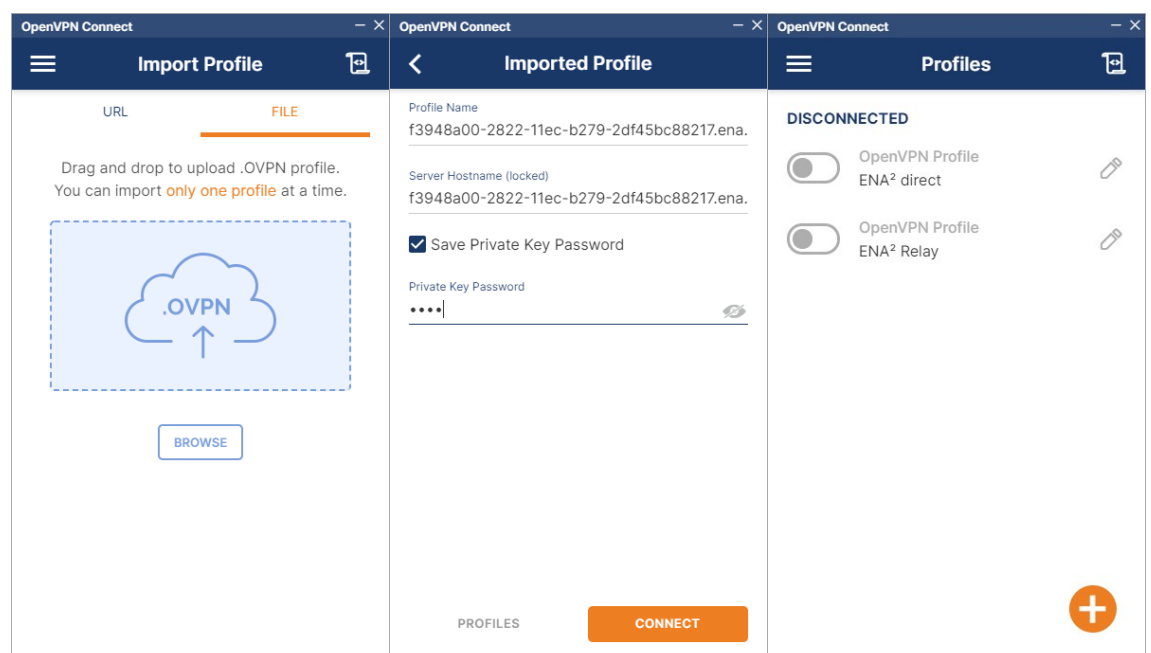 OpenVPN Connect
Import Profile
URL
FILE
Drag and drop to upload .OVPN profile.
You can import only one profile at a time.
.OVPN
BROWSE
OpenVPN Connect
Imported Profile
Profile Name
f3948a00-2822-11ec-b279-2df45bc88217.ena.
Server Hostname (locked)
f3948a00-2822-11ec-b279-2df45bc88217.ena.
Save Private Key Password
Private Key Password
••••
PROFILES
CONNECT
OpenVPN Connect
Profiles
DISCONNECTED
OpenVPN Profile
ENA² direct
OpenVPN Profile
ENA² Relay